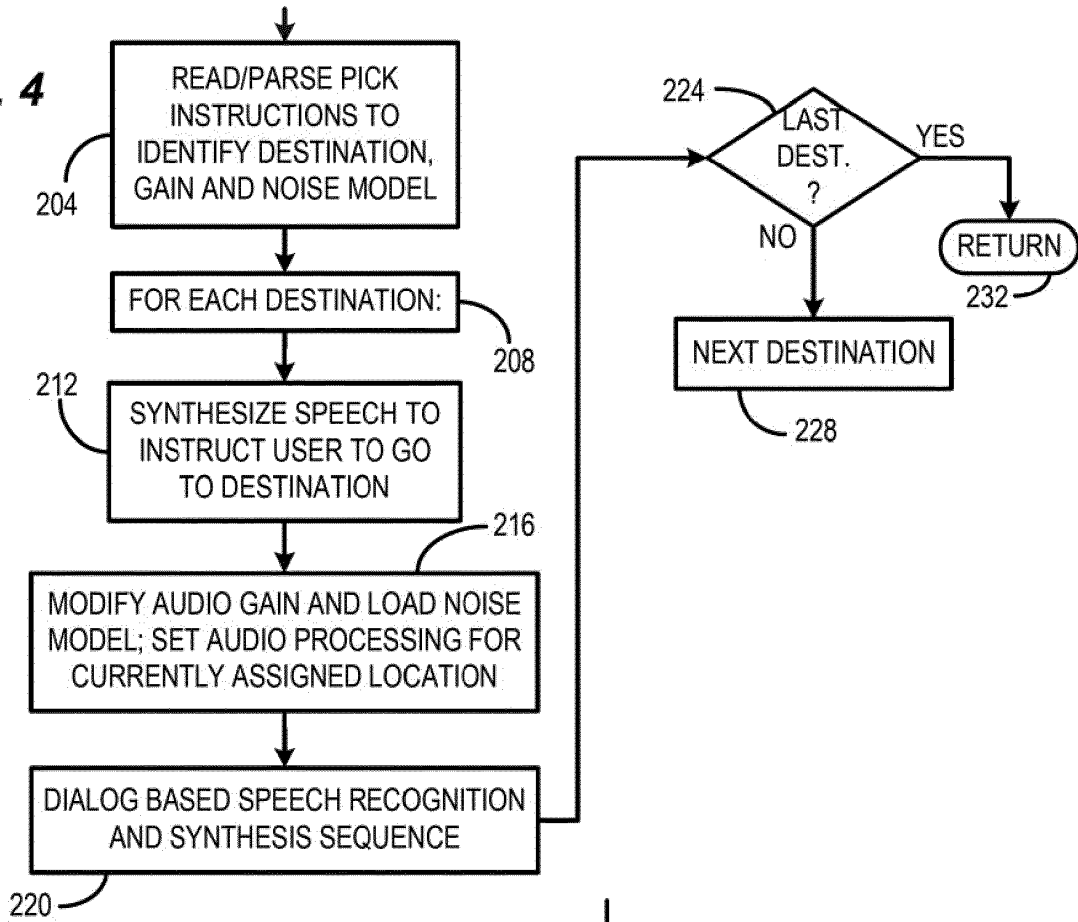 . 4
READ/PARSE PICK
INSTRUCTIONS TO
IDENTIFY DESTINATION,
GAIN AND NOISE MODEL
204
FOR EACH DESTINATION:
208
212
SYNTHESIZE SPEECH TO
INSTRUCT USER TO GO
TO DESTINATION
216
MODIFY AUDIO GAIN AND LOAD NOISE
MODEL; SET AUDIO PROCESSING FOR
CURRENTLY ASSIGNED LOCATION
DIALOG BASED SPEECH RECOGNITION
AND SYNTHESIS SEQUENCE
220
224
LAST
DEST.
?
YES
NO
RETURN
232
NEXT DESTINATION
228